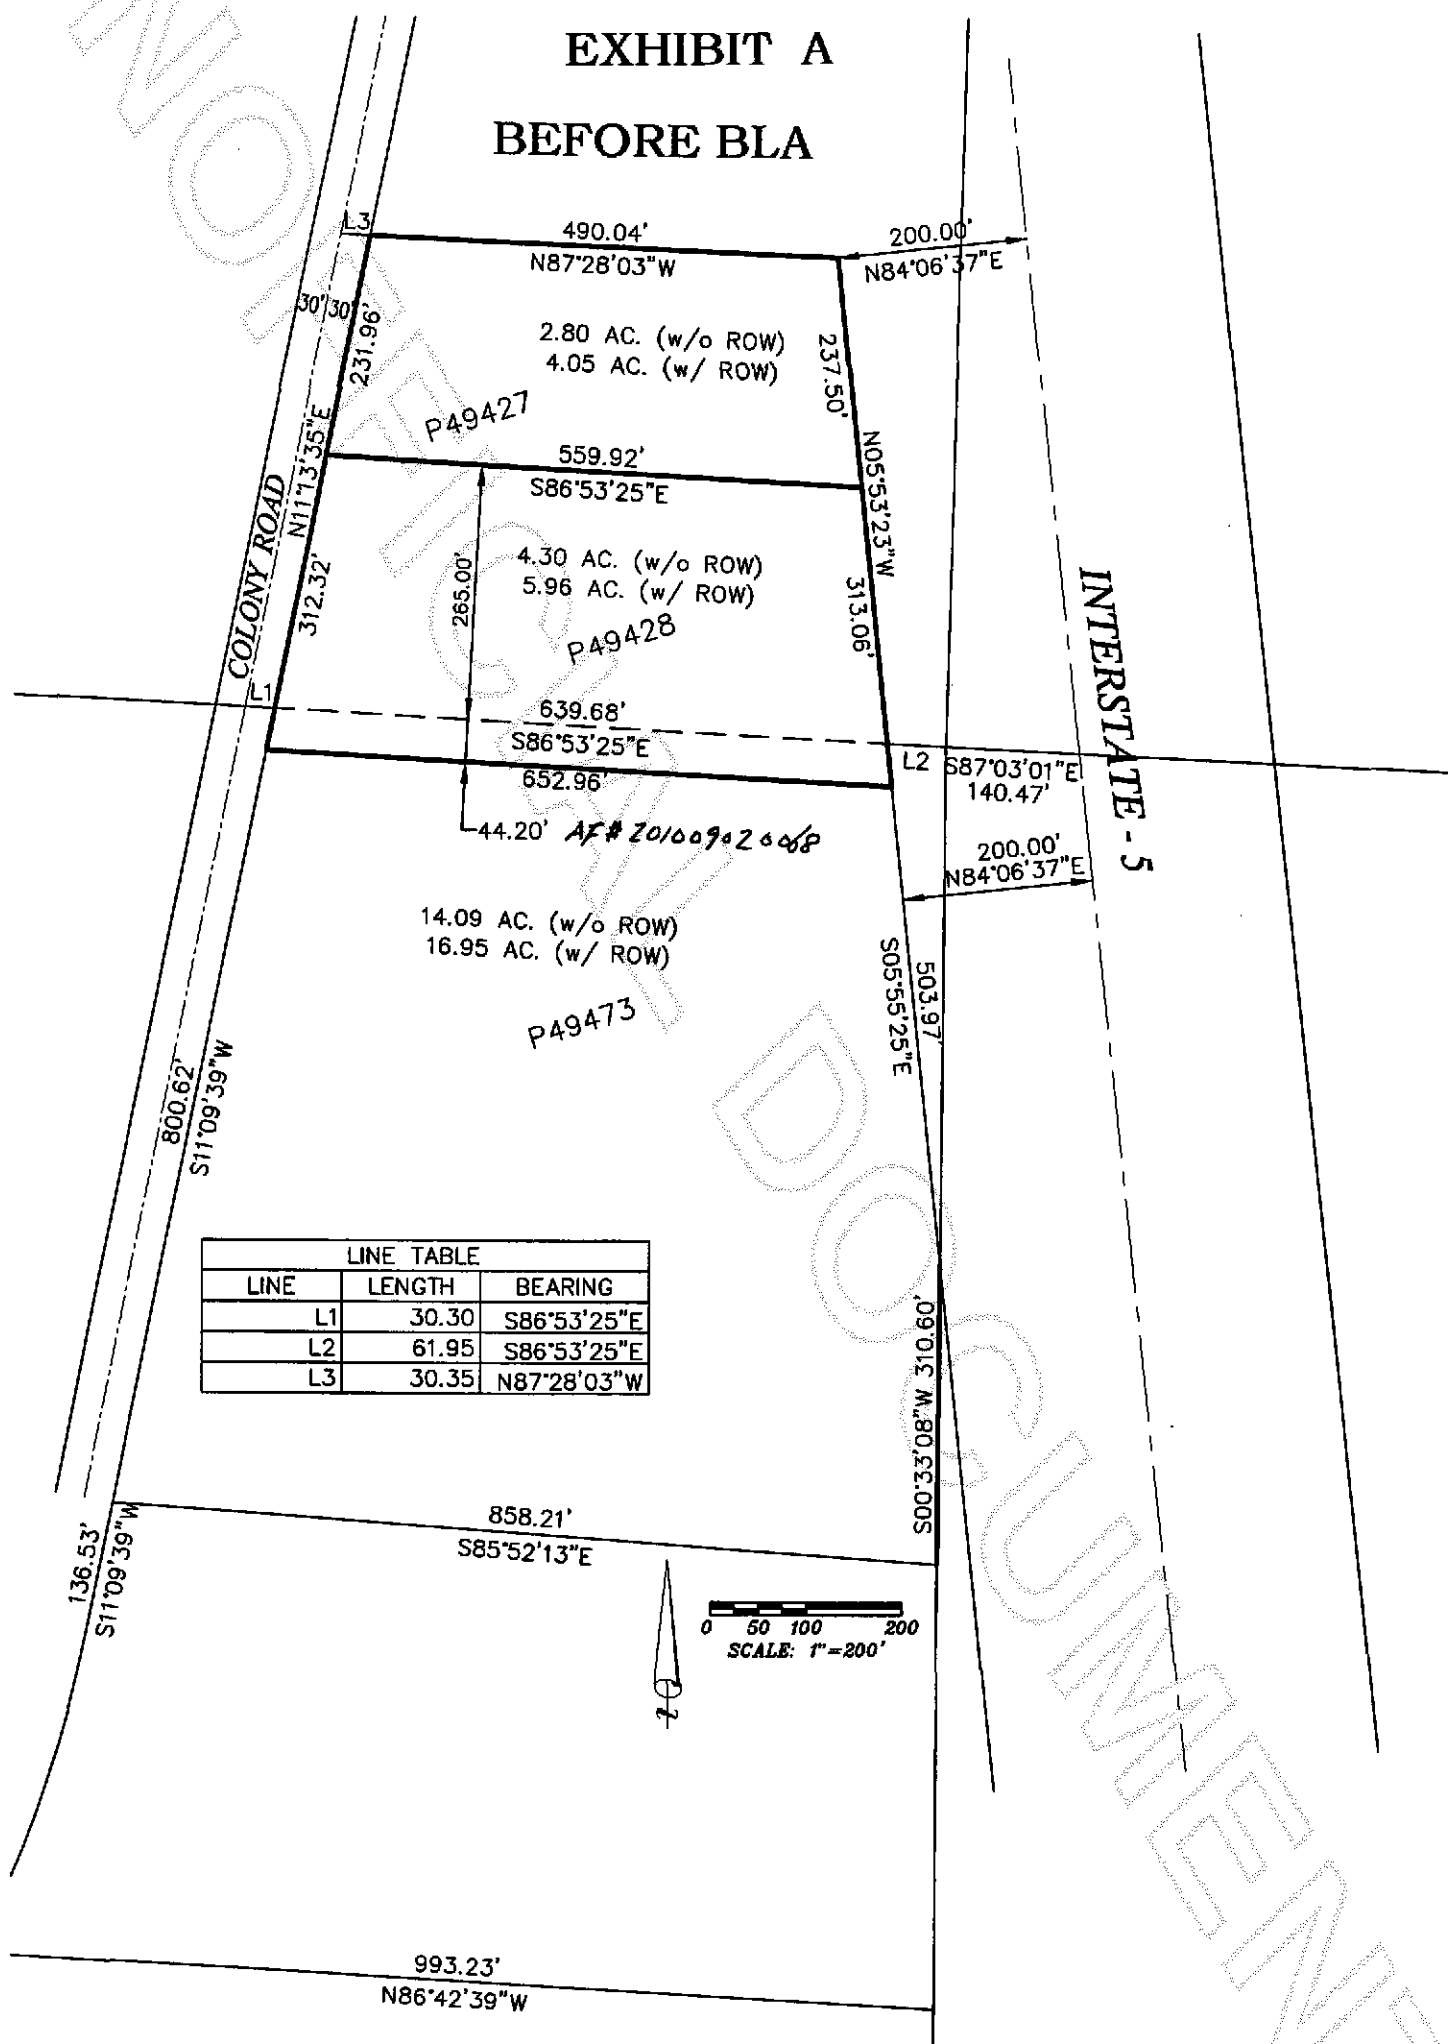 EXHIBIT A
BEFORE BLA
L3
490.04'
N87°28'03"W
200.00'
N84°06'37"E
30'
30'
231.96'
2.80 AC. (w/o ROW)
4.05 AC. (w/ ROW)
237.50'
P49427
N11°13'35"E
559.92'
S86°53'25"E
N05°53'23"W
COLONY ROAD
312.32'
265.00'
4.30 AC. (w/o ROW)
5.96 AC. (w/ ROW)
P49428
313.06'
INTERSTATE - 5
L1
639.68'
S86°53'25"E
652.96'
L2
S87°03'01"E
140.47'
44.20'
AF# 201009020068
200.00'
N84°06'37"E
14.09 AC. (w/o ROW)
16.95 AC. (w/ ROW)
P49473
503.97'
S05°55'25"E
800.62'
S11°09'39"W
LINE TABLE
LINE LENGTH BEARING
L1 30.30 S86°53'25"E
L2 61.95 S86°53'25"E
L3 30.35 N87°28'03"W
S00°33'08"W 310.60'
858.21'
S85°52'13"E
136.53'
S11°09'39"W
0 50 100 200
SCALE: 1"=200'
993.23'
N86°42'39"W
UNOFFICIAL DOCUMENT